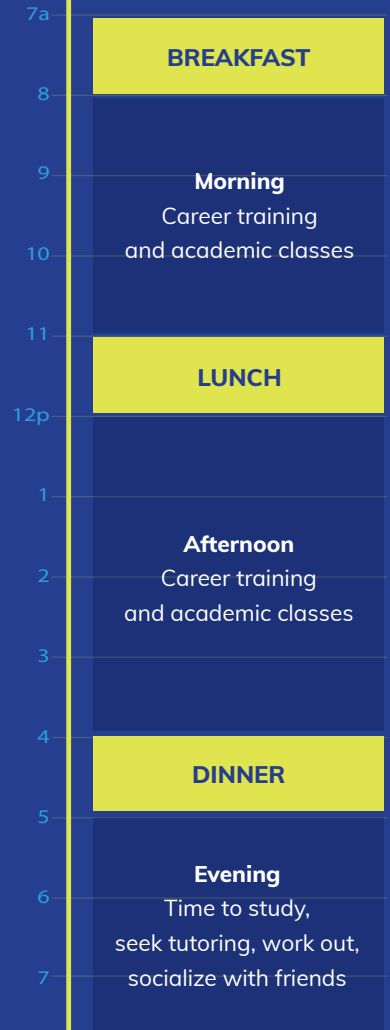 7a
BREAKFAST
8
9
Morning
Career training
and academic classes
10
11
LUNCH
12p
1
Afternoon
2
Career training
and academic classes
3
4
DINNER
5
Evening
6
Time to study,
seek tutoring, work out,
7
socialize with friends